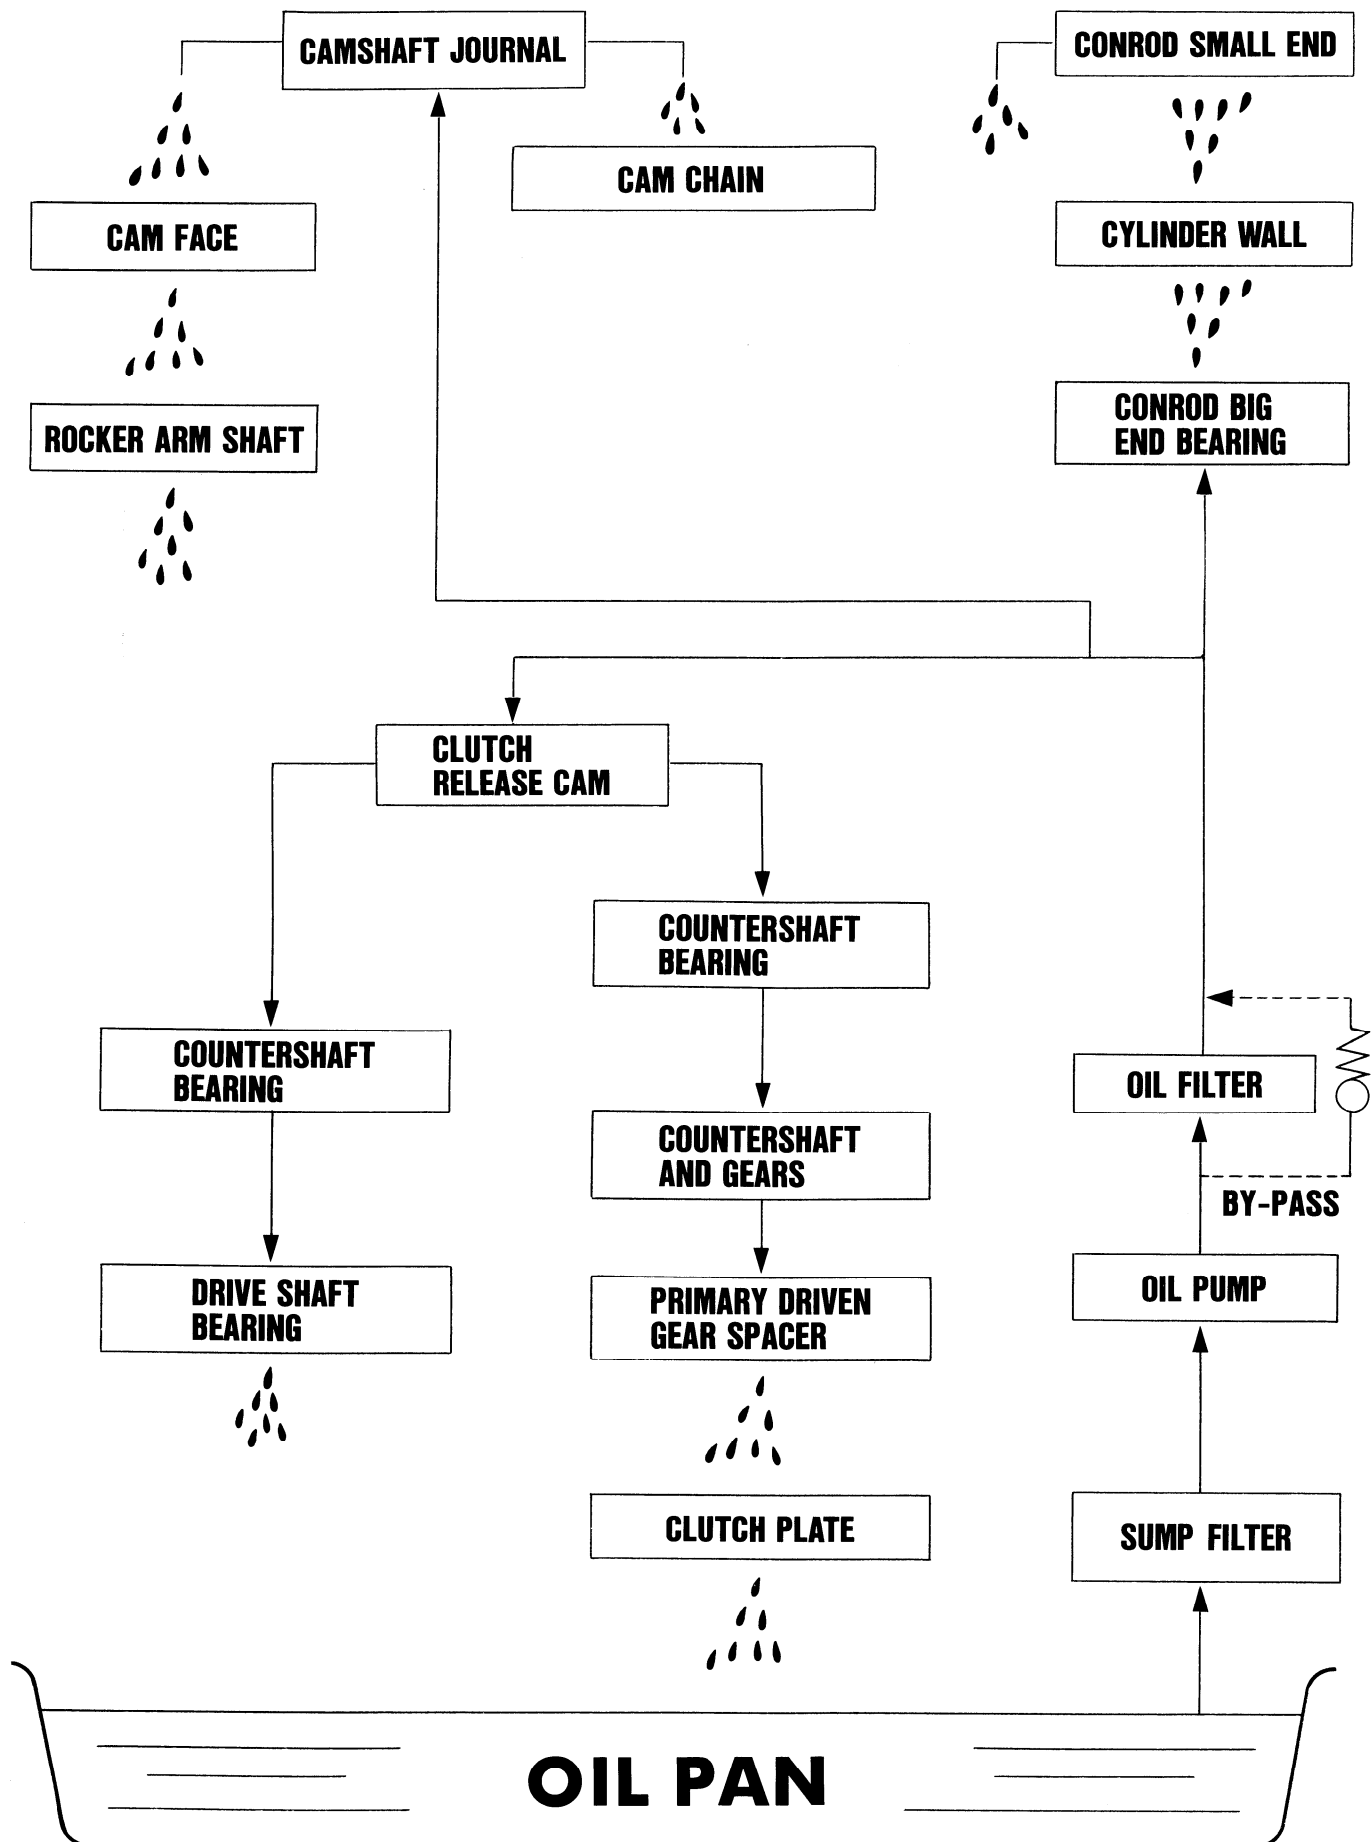 CAMSHAFT JOURNAL
CONROD SMALL END
CAM CHAIN
CAM FACE
CYLINDER WALL
ROCKER ARM SHAFT
CONROD BIG
END BEARING
CLUTCH
RELEASE CAM
COUNTERSHAFT
BEARING
COUNTERSHAFT
BEARING
OIL FILTER
COUNTERSHAFT
AND GEARS
BY-PASS
DRIVE SHAFT
BEARING
PRIMARY DRIVEN
GEAR SPACER
OIL PUMP
CLUTCH PLATE
SUMP FILTER
OIL PAN